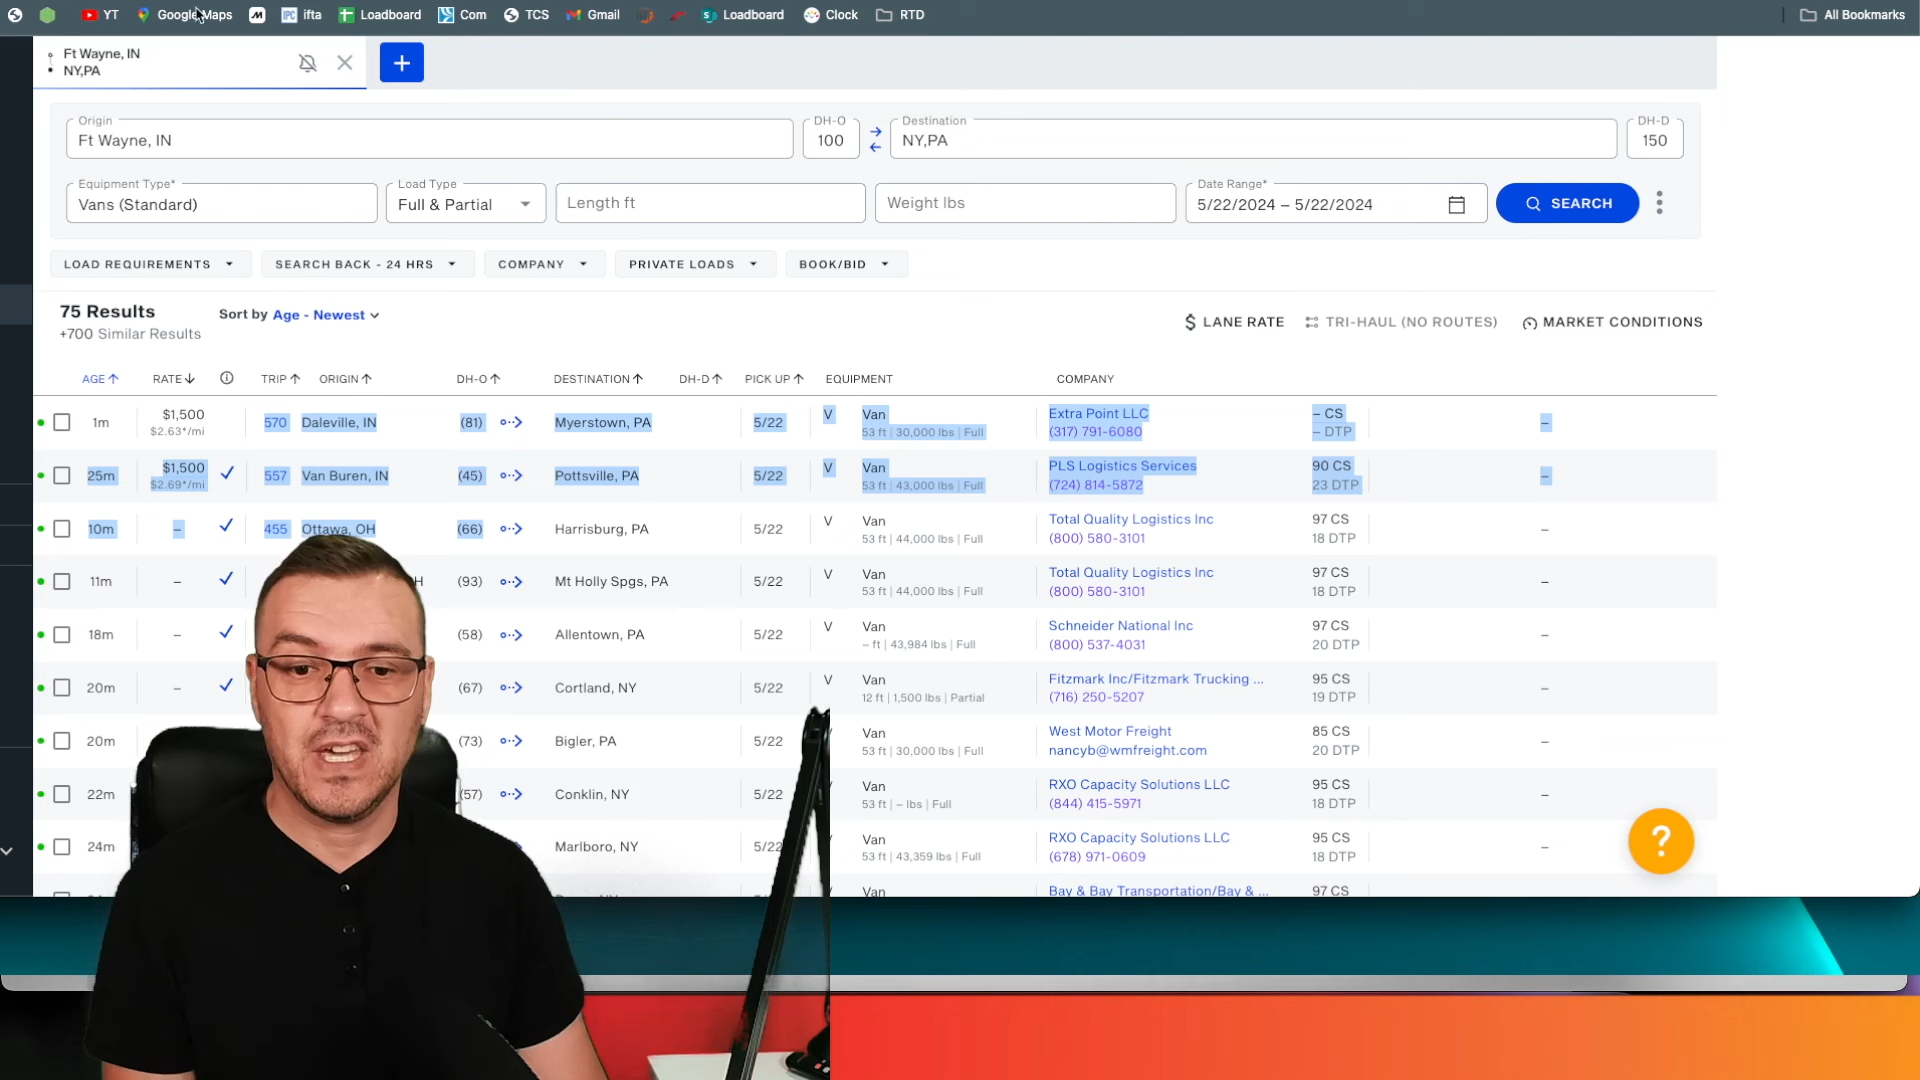 YT Google Maps ifta Loadboard Com TCS Gmail Loadboard Clock RTD All Bookmarks
Ft Wayne, IN
NY,PA
Origin DH-O Destination DH-D
Ft Wayne, IN 100 NY,PA 150
Equipment Type* Load Type Date Range*
Vans (Standard) Full & Partial Length ft Weight lbs 5/22/2024 – 5/22/2024 SEARCH
LOAD REQUIREMENTS SEARCH BACK - 24 HRS COMPANY PRIVATE LOADS BOOK/BID
75 Results Sort by Age - Newest
+700 Similar Results
$ LANE RATE TRI-HAUL (NO ROUTES) MARKET CONDITIONS
AGE RATE TRIP ORIGIN DH-O DESTINATION DH-D PICK UP EQUIPMENT COMPANY
1m $1,500 570 Daleville, IN (81) Myerstown, PA 5/22 V Van Extra Point LLC – CS –
$2.63*/mi 53 ft | 30,000 lbs | Full (317) 791-6080 – DTP
25m $1,500 557 Van Buren, IN (45) Pottsville, PA 5/22 V Van PLS Logistics Services 90 CS –
$2.69*/mi 53 ft | 43,000 lbs | Full (724) 814-5872 23 DTP
10m – 455 Ottawa, OH (66) Harrisburg, PA 5/22 V Van Total Quality Logistics Inc 97 CS –
53 ft | 44,000 lbs | Full (800) 580-3101 18 DTP
11m – H (93) Mt Holly Spgs, PA 5/22 V Van Total Quality Logistics Inc 97 CS –
53 ft | 44,000 lbs | Full (800) 580-3101 18 DTP
18m – (58) Allentown, PA 5/22 V Van Schneider National Inc 97 CS –
– ft | 43,984 lbs | Full (800) 537-4031 20 DTP
20m – (67) Cortland, NY 5/22 V Van Fitzmark Inc/Fitzmark Trucking ... 95 CS –
12 ft | 1,500 lbs | Partial (716) 250-5207 19 DTP
20m (73) Bigler, PA 5/22 Van West Motor Freight 85 CS –
53 ft | 30,000 lbs | Full nancyb@wmfreight.com 20 DTP
22m (57) Conklin, NY 5/22 Van RXO Capacity Solutions LLC 95 CS –
53 ft | – lbs | Full (844) 415-5971 18 DTP
24m Marlboro, NY 5/22 Van RXO Capacity Solutions LLC 95 CS –
53 ft | 43,359 lbs | Full (678) 971-0609 18 DTP
Van Bay & Bay Transportation/Bay & ... 97 CS
?